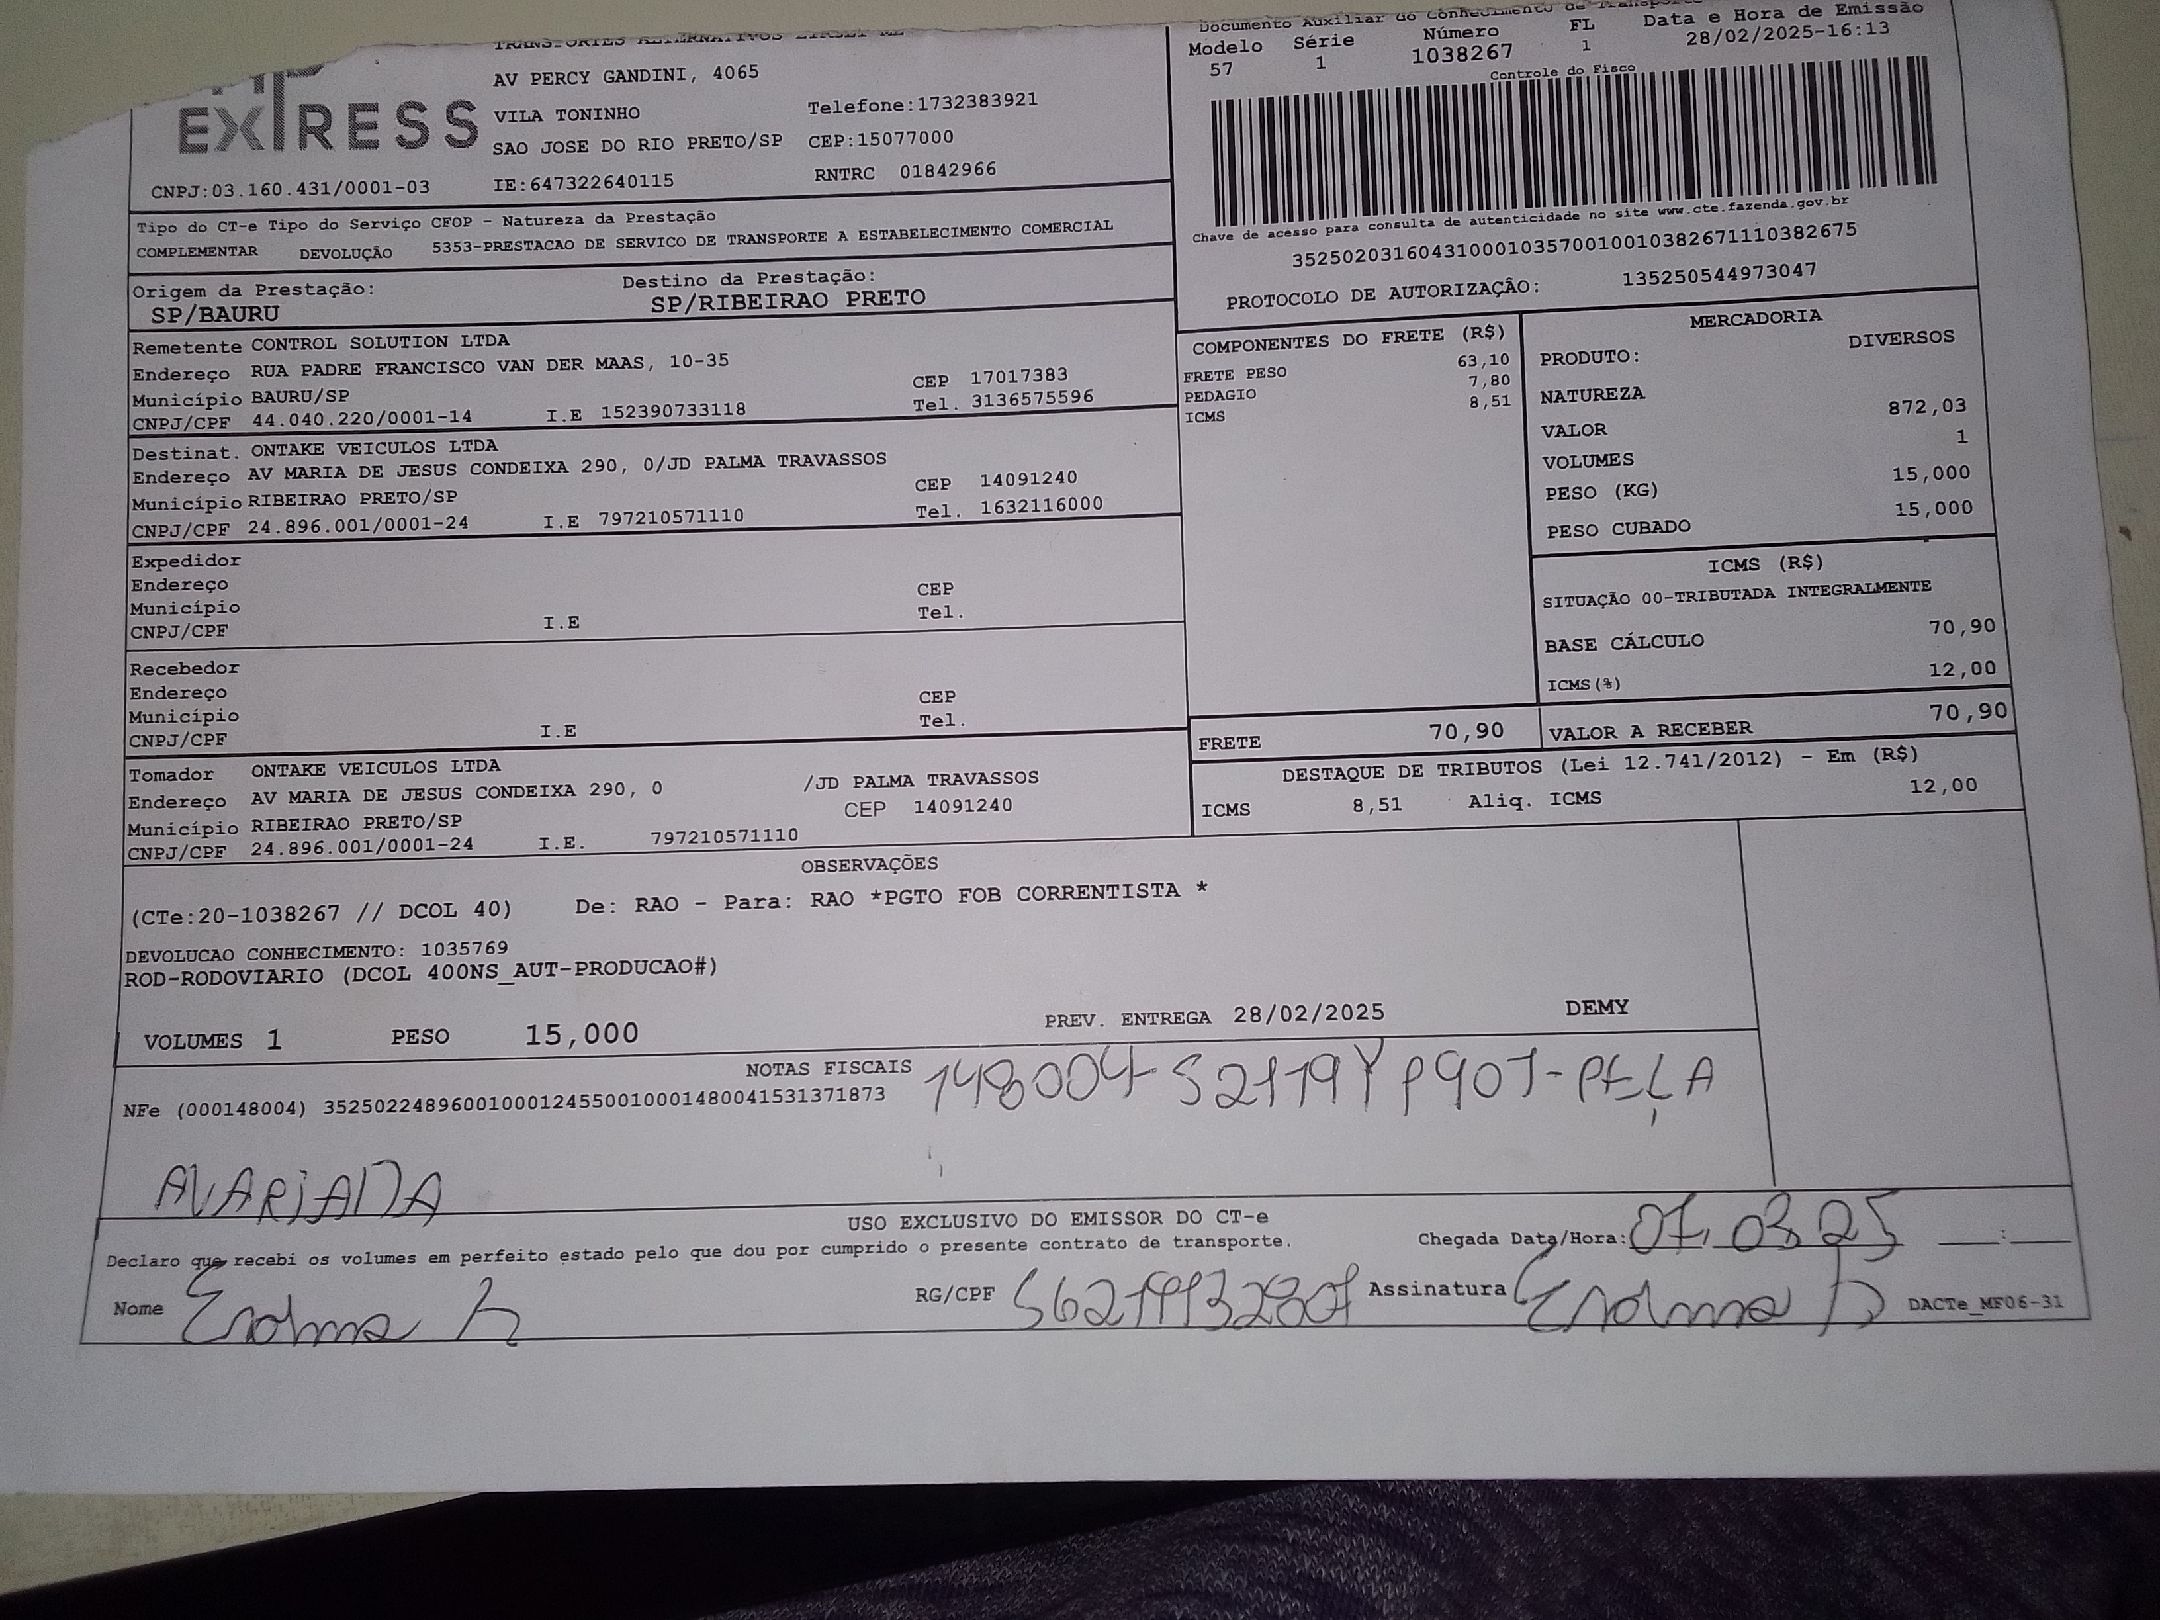 EXPRESS
TRANSPORTES ALTERNATIVOS
AV PERCY GANDINI, 4065
VILA TONINHO Telefone:1732383921
SAO JOSE DO RIO PRETO/SP CEP:15077000
CNPJ:03.160.431/0001-03 IE:647322640115 RNTRC 01842966
Documento Auxiliar do Conhecimento de Transporte
Modelo Série Número FL Data e Hora de Emissão
57 1 1038267 1 28/02/2025-16:13
Controle do Fisco
Chave de acesso para consulta de autenticidade no site www.cte.fazenda.gov.br
35250203160431000103570010010382671110382675
PROTOCOLO DE AUTORIZAÇÃO: 135250544973047
Tipo do CT-e Tipo do Serviço CFOP - Natureza da Prestação
COMPLEMENTAR DEVOLUÇÃO 5353-PRESTACAO DE SERVICO DE TRANSPORTE A ESTABELECIMENTO COMERCIAL
Origem da Prestação: Destino da Prestação:
SP/BAURU SP/RIBEIRAO PRETO
Remetente CONTROL SOLUTION LTDA
Endereço RUA PADRE FRANCISCO VAN DER MAAS, 10-35
Município BAURU/SP CEP 17017383
CNPJ/CPF 44.040.220/0001-14 I.E 152390733118 Tel. 3136575596
Destinat. ONTAKE VEICULOS LTDA
Endereço AV MARIA DE JESUS CONDEIXA 290, 0/JD PALMA TRAVASSOS
Município RIBEIRAO PRETO/SP CEP 14091240
CNPJ/CPF 24.896.001/0001-24 I.E 797210571110 Tel. 1632116000
Expedidor
Endereço
Município CEP
CNPJ/CPF I.E Tel.
Recebedor
Endereço
Município CEP
CNPJ/CPF I.E Tel.
Tomador ONTAKE VEICULOS LTDA
Endereço AV MARIA DE JESUS CONDEIXA 290, 0 /JD PALMA TRAVASSOS
Município RIBEIRAO PRETO/SP CEP 14091240
CNPJ/CPF 24.896.001/0001-24 I.E. 797210571110
COMPONENTES DO FRETE (R$)
FRETE PESO 63,10
PEDAGIO 7,80
ICMS 8,51
MERCADORIA
PRODUTO: DIVERSOS
NATUREZA
VALOR 872,03
VOLUMES 1
PESO (KG) 15,000
PESO CUBADO 15,000
ICMS (R$)
SITUAÇÃO 00-TRIBUTADA INTEGRALMENTE
BASE CÁLCULO 70,90
ICMS(%) 12,00
FRETE 70,90 VALOR A RECEBER 70,90
DESTAQUE DE TRIBUTOS (Lei 12.741/2012) - Em (R$)
ICMS 8,51 Aliq. ICMS 12,00
OBSERVAÇÕES
(CTe:20-1038267 // DCOL 40) De: RAO - Para: RAO *PGTO FOB CORRENTISTA *
DEVOLUCAO CONHECIMENTO: 1035769
ROD-RODOVIARIO (DCOL 400NS_AUT-PRODUCAO#)
VOLUMES 1 PESO 15,000 PREV. ENTREGA 28/02/2025 DEMY
NOTAS FISCAIS
NFe (000148004) 35250224896001000124550010001480041531371873
148004 PEÇA
AVARIADA
USO EXCLUSIVO DO EMISSOR DO CT-e
Declaro que recebi os volumes em perfeito estado pelo que dou por cumprido o presente contrato de transporte.
Chegada Data/Hora: 03 25 :
Nome RG/CPF Assinatura
DACTe_MF06-31